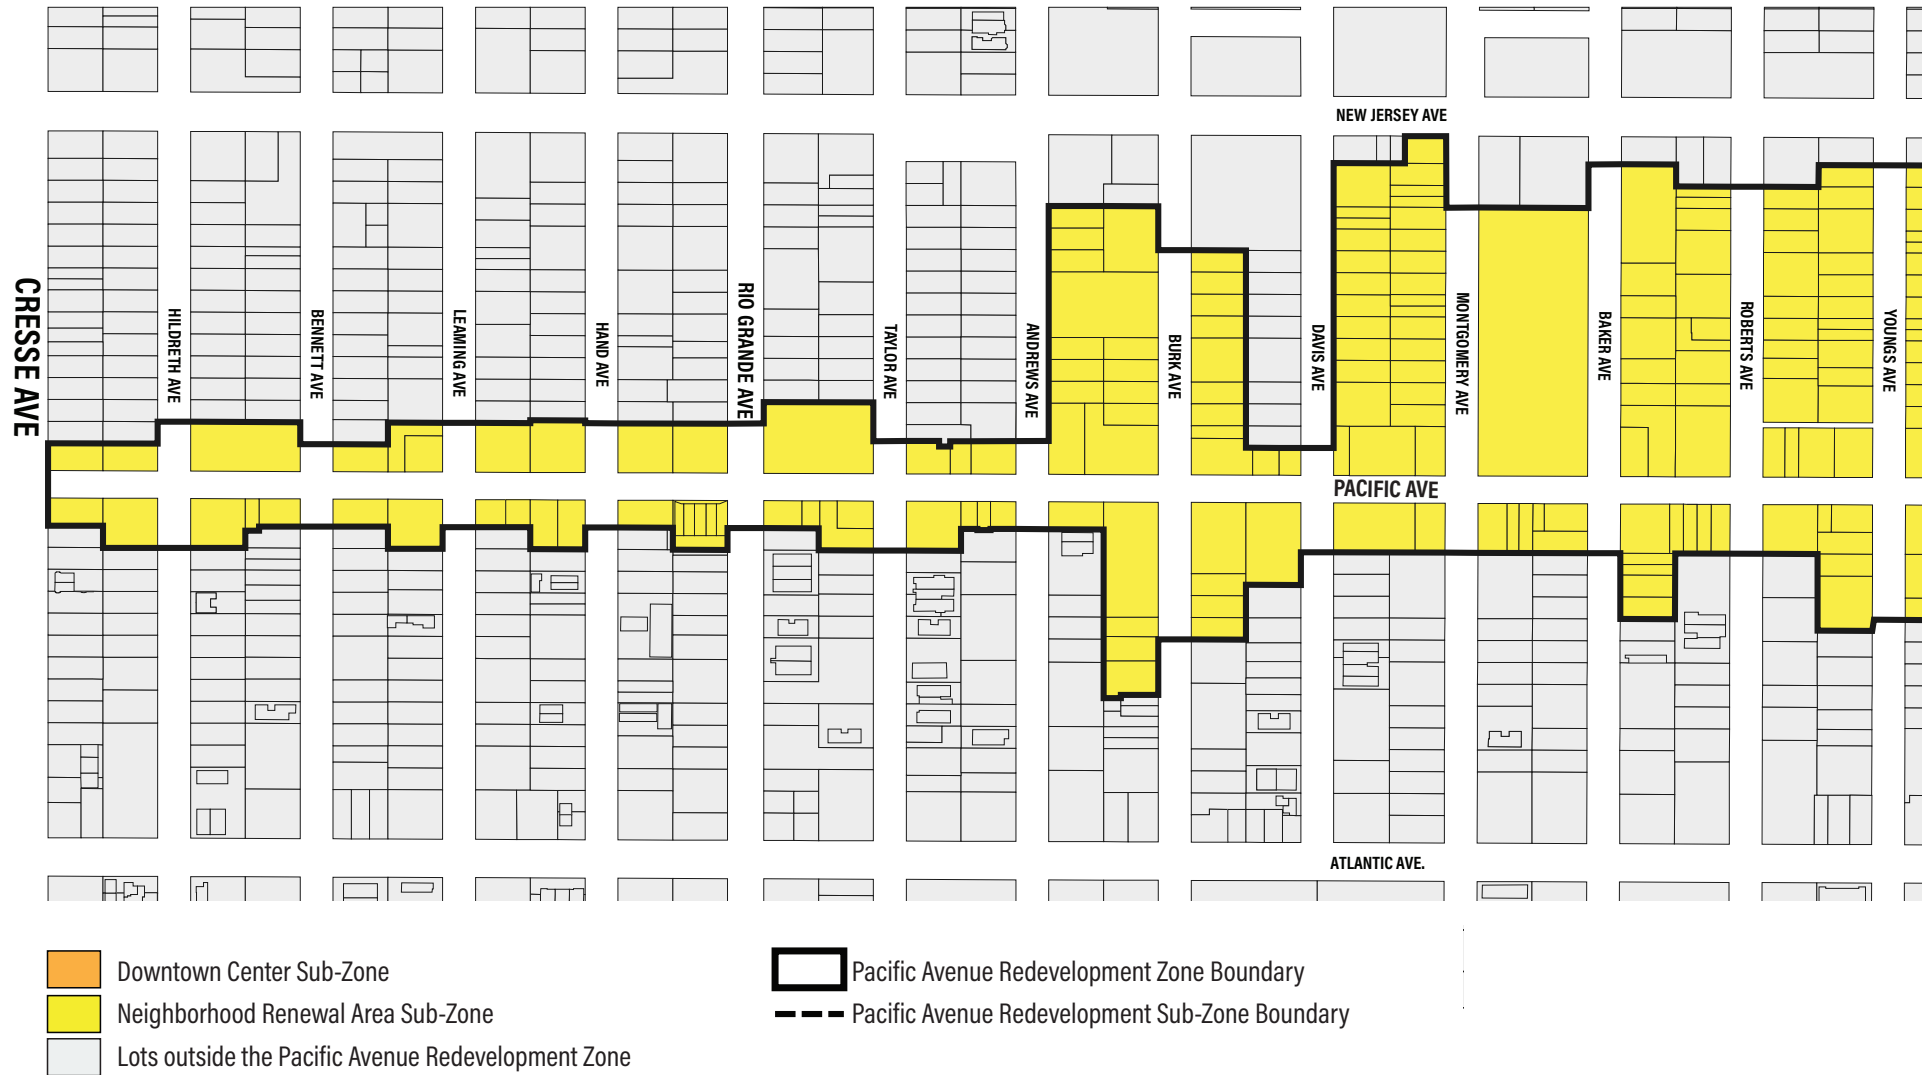 NEW JERSEY AVE
CRESSE AVE
HILDRETH AVE
BENNETT AVE
LEAMING AVE
HAND AVE
RIO GRANDE AVE
TAYLOR AVE
ANDREWS AVE
BURK AVE
DAVIS AVE
MONTGOMERY AVE
BAKER AVE
ROBERTS AVE
YOUNGS AVE
PACIFIC AVE
ATLANTIC AVE.
Downtown Center Sub-Zone
Neighborhood Renewal Area Sub-Zone
Lots outside the Pacific Avenue Redevelopment Zone
Pacific Avenue Redevelopment Zone Boundary
Pacific Avenue Redevelopment Sub-Zone Boundary